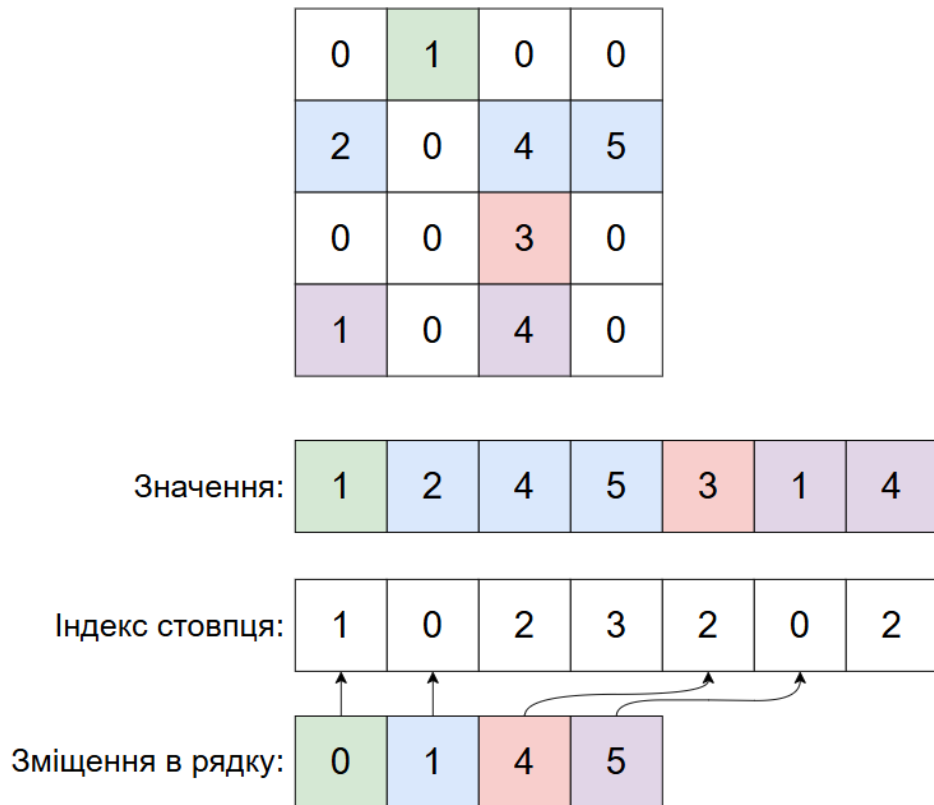 0 1 0 0
2 0 4 5
0 0 3 0
1 0 4 0
Значення: 1 2 4 5 3 1 4
Індекс стовпця: 1 0 2 3 2 0 2
Зміщення в рядку: 0 1 4 5